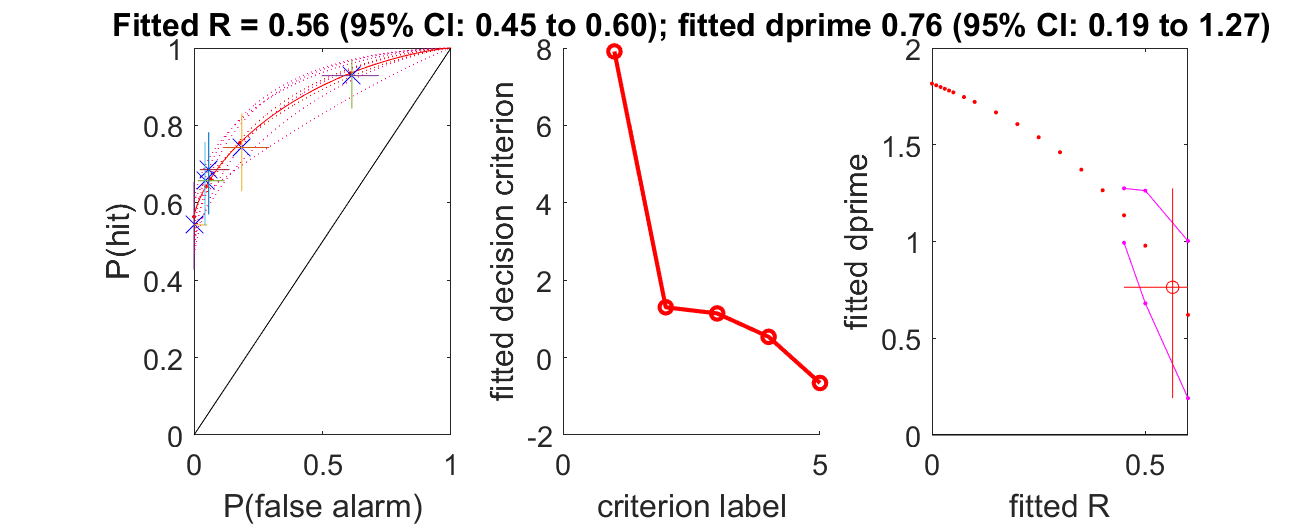 Fitted R = 0.56 (95% CI: 0.45 to 0.60); fitted dprime 0.76 (95% CI: 0.19 to 1.27)
P(hit)
1
0.8
0.6
0.4
0.2
0
0 0.5 1
P(false alarm)
fitted decision criterion
8
6
4
2
0
-2
0 5
criterion label
fitted dprime
2
1.5
1
0.5
0
0 0.5
fitted R